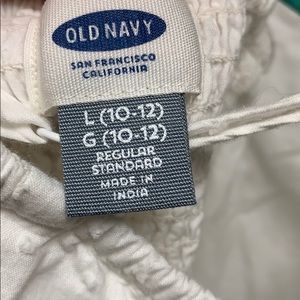 OLD NAVY
SAN FRANCISCO
CALIFORNIA
L (10-12)
G (10-12)
REGULAR
STANDARD
MADE IN
INDIA